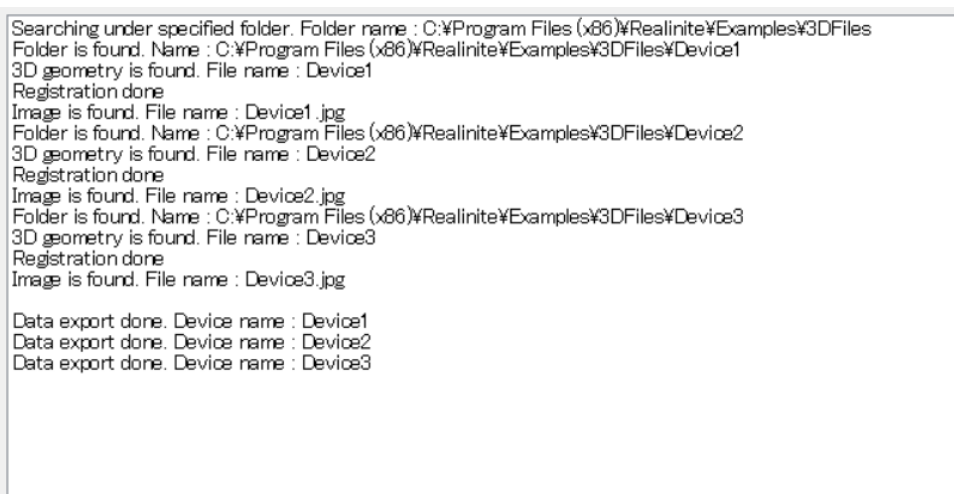 Searching under specified folder. Folder name : C:¥Program Files (x86)¥Realinite¥Examples¥3DFiles
Folder is found. Name : C:¥Program Files (x86)¥Realinite¥Examples¥3DFiles¥Device1
3D geometry is found. File name : Device1
Registration done
Image is found. File name : Device1.jpg
Folder is found. Name : C:¥Program Files (x86)¥Realinite¥Examples¥3DFiles¥Device2
3D geometry is found. File name : Device2
Registration done
Image is found. File name : Device2.jpg
Folder is found. Name : C:¥Program Files (x86)¥Realinite¥Examples¥3DFiles¥Device3
3D geometry is found. File name : Device3
Registration done
Image is found. File name : Device3.jpg
Data export done. Device name : Device1
Data export done. Device name : Device2
Data export done. Device name : Device3